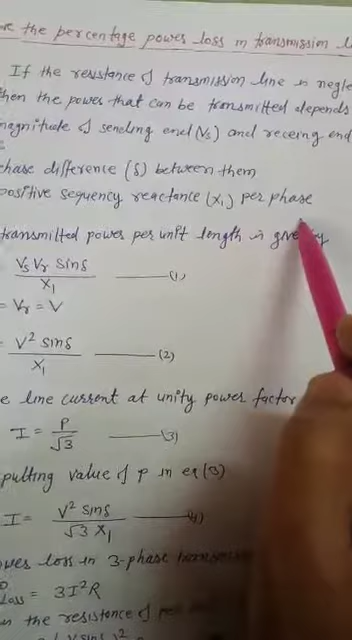 the percentage power loss in transmission
If the resistance of transmission line is negle
then the power that can be transmitted depends
magnitude of sending end (Vs) and receing end
phase difference (δ) between them
positive sequency reactance (X1) per phase
transmitted power per unit length is given by
Vs Vr sinδ
X1 (1)
= Vr = V
= V² sinδ
X1 (2)
e line current at unity power factor
I = P
√3 (3)
putting value of P in eq (3)
I = V² sinδ
√3 X1 (4)
loss in 3-phase
Loss = 3I²R
the resistance of